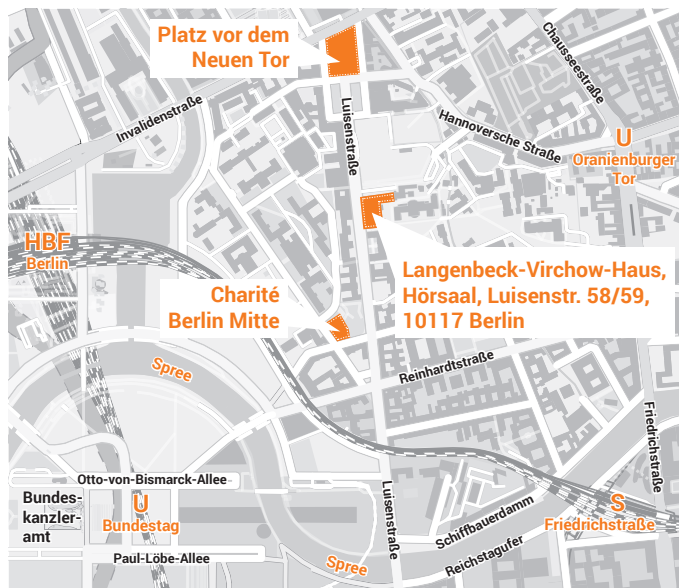 Platz vor dem
Neuen Tor
Chausseestraße
Invalidenstraße
Luisenstraße
Hannoversche Straße
U
Oranienburger
Tor
HBF
Berlin
Langenbeck-Virchow-Haus,
Hörsaal, Luisenstr. 58/59,
10117 Berlin
Charité
Berlin Mitte
Spree
Reinhardtstraße
Friedrichstraße
Otto-von-Bismarck-Allee
Bundes-
kanzler-
amt
U
Bundestag
Luisenstraße
Schiffbauerdamm
S
Friedrichstraße
Paul-Löbe-Allee
Spree
Reichstagufer